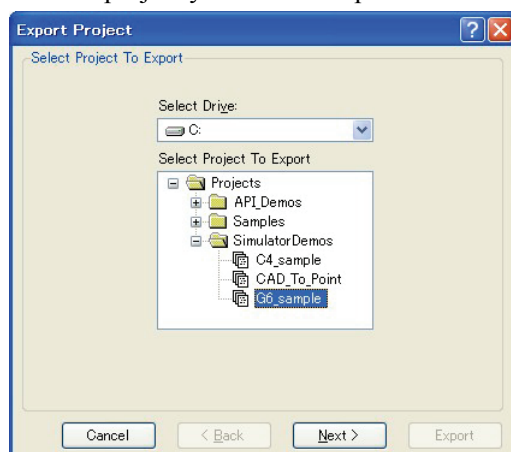 Export Project
Select Project To Export
Select Drive:
C:
Select Project To Export
Projects
API_Demos
Samples
SimulatorDemos
C4_sample
CAD_To_Point
G6_sample
Cancel < Back Next > Export